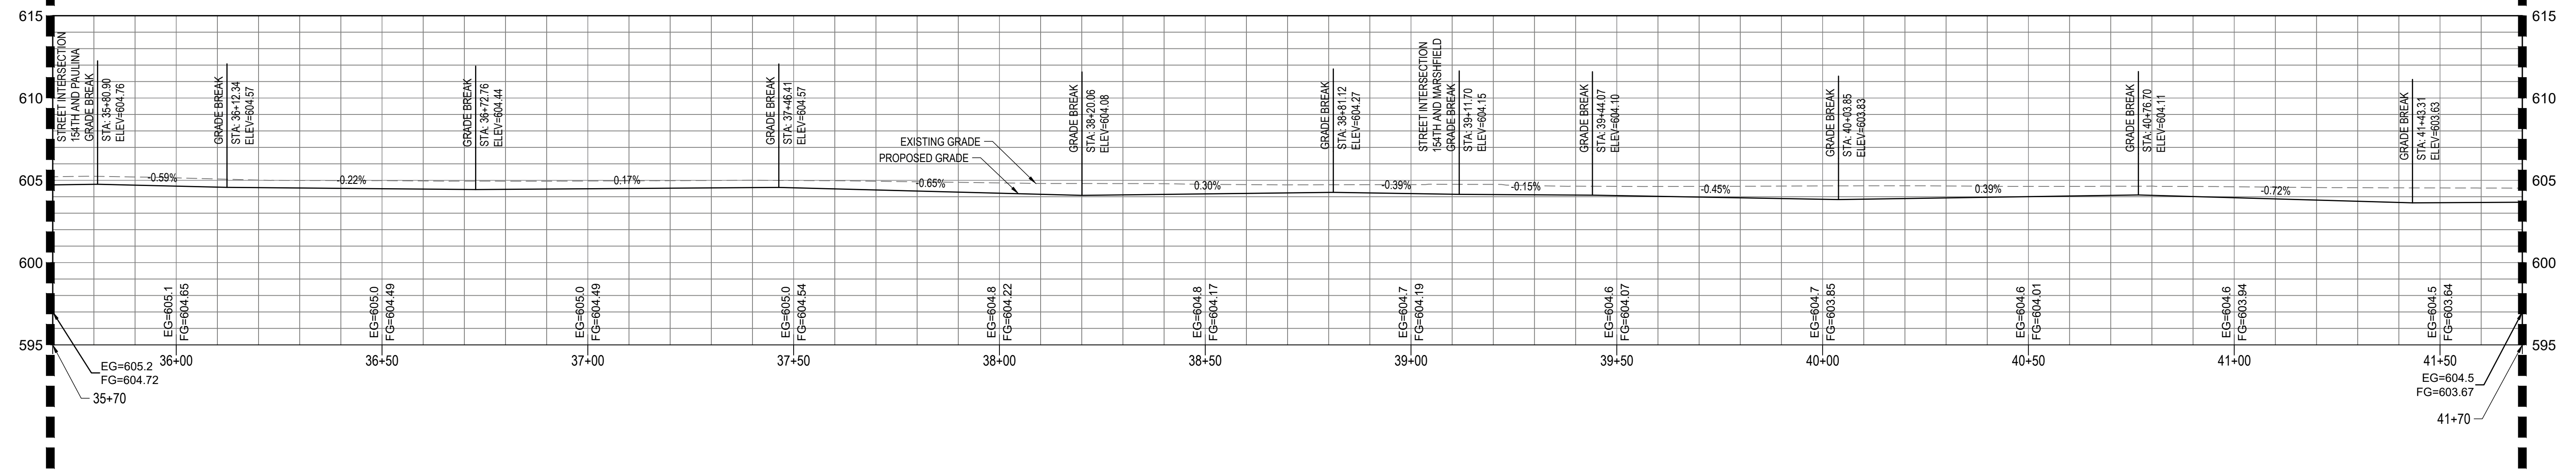 615
610
605
600
595
STREET INTERSECTION
154TH AND PAULINA
GRADE BREAK
STA: 35+80.90
ELEV=604.76
GRADE BREAK
STA: 36+12.34
ELEV=604.57
GRADE BREAK
STA: 36+72.76
ELEV=604.44
GRADE BREAK
STA: 37+46.41
ELEV=604.57
GRADE BREAK
STA: 38+20.06
ELEV=604.08
GRADE BREAK
STA: 38+81.12
ELEV=604.27
STREET INTERSECTION
154TH AND MARSHFIELD
GRADE BREAK
STA: 39+11.70
ELEV=604.15
GRADE BREAK
STA: 39+44.07
ELEV=604.10
GRADE BREAK
STA: 40+03.85
ELEV=603.83
GRADE BREAK
STA: 40+76.70
ELEV=604.11
GRADE BREAK
STA: 41+43.31
ELEV=603.63
EXISTING GRADE
PROPOSED GRADE
-0.59%
-0.22%
0.17%
-0.65%
0.30%
-0.39%
-0.15%
-0.45%
0.39%
-0.72%
EG=605.1
FG=604.65
EG=605.0
FG=604.49
EG=605.0
FG=604.49
EG=605.0
FG=604.54
EG=604.8
FG=604.22
EG=604.8
FG=604.17
EG=604.7
FG=604.19
EG=604.6
FG=604.07
EG=604.7
FG=603.85
EG=604.6
FG=604.01
EG=604.6
FG=603.94
EG=604.5
FG=603.64
36+00
36+50
37+00
37+50
38+00
38+50
39+00
39+50
40+00
40+50
41+00
41+50
EG=605.2
FG=604.72
35+70
EG=604.5
FG=603.67
41+70
615
610
605
600
595